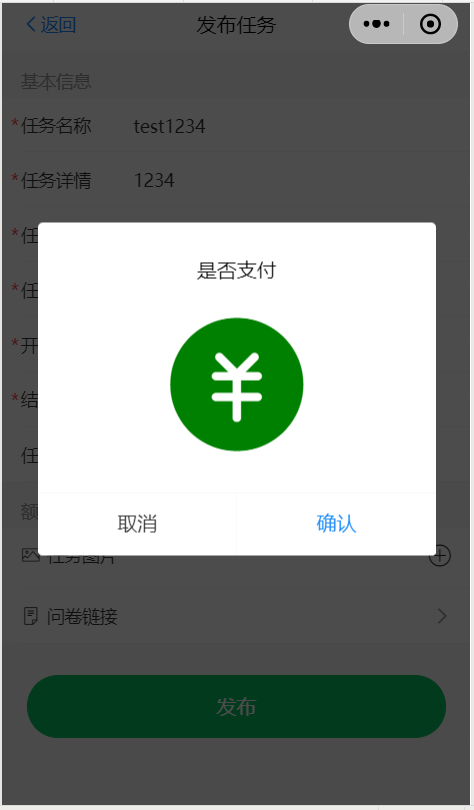 返回 发布任务
基本信息
*任务名称 test1234
*任务详情 1234
*任
是否支付
*任
*开
¥
*结
任
额
取消 确认
任务图片
问卷链接
发布